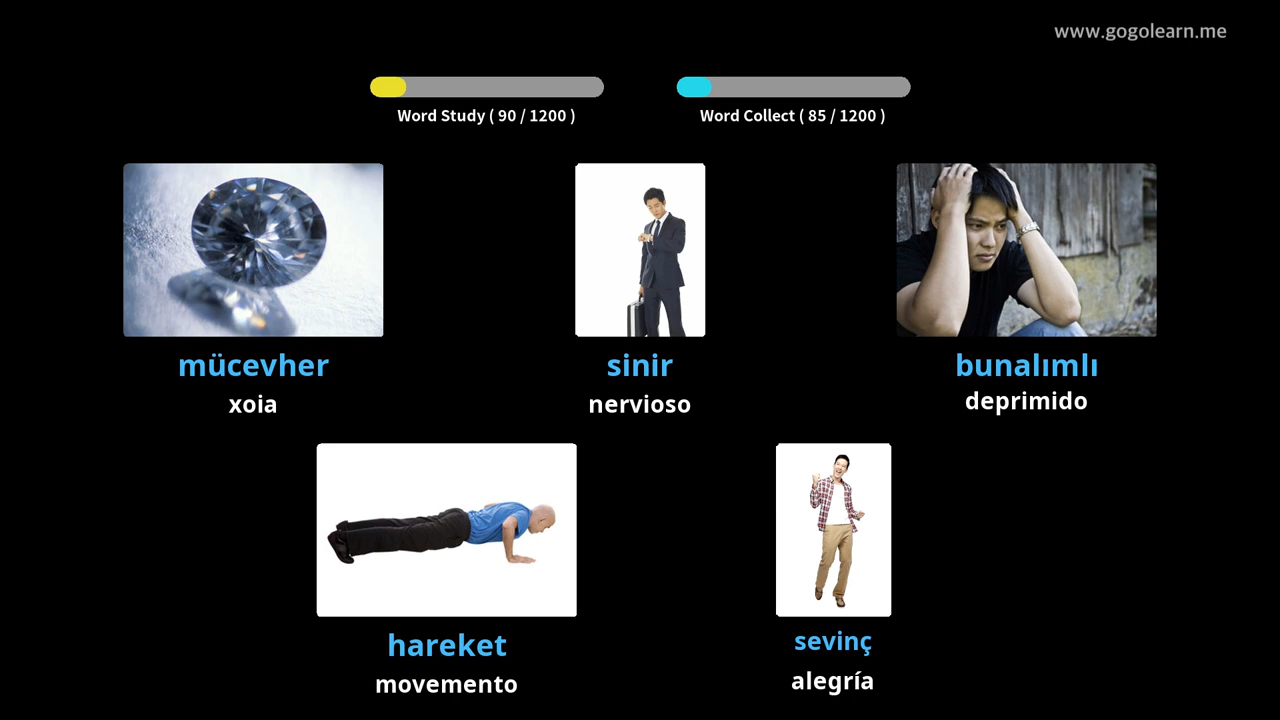 www.gogolearn.me
Word Study ( 90 / 1200 )
Word Collect ( 85 / 1200 )
mücevher
xoia
sinir
nervioso
bunalımlı
deprimido
hareket
movemento
sevinç
alegría